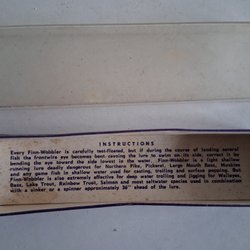 INSTRUCTIONS
Every Finn-Wobbler is carefully test-floated, but if during the course of landing several
fish the frontwire eye becomes bent causing the lure to swim on its side, correct it by
bending the eye toward the side lowest in the water. Finn-Wobbler is a light shallow
running lure deadly dangerous for Northern Pike, Pickerel, Large Mouth Bass, Muskies
and any game fish in shallow water used for casting, trolling and surface popping. But
Finn-Wobbler is also extremely effective for deep water trolling and jigging for Walleyes,
Bass, Lake Trout, Rainbow Trout, Salmon and most saltwater species used in combination
with a sinker or a spinner approximately 36" ahead of the lure.